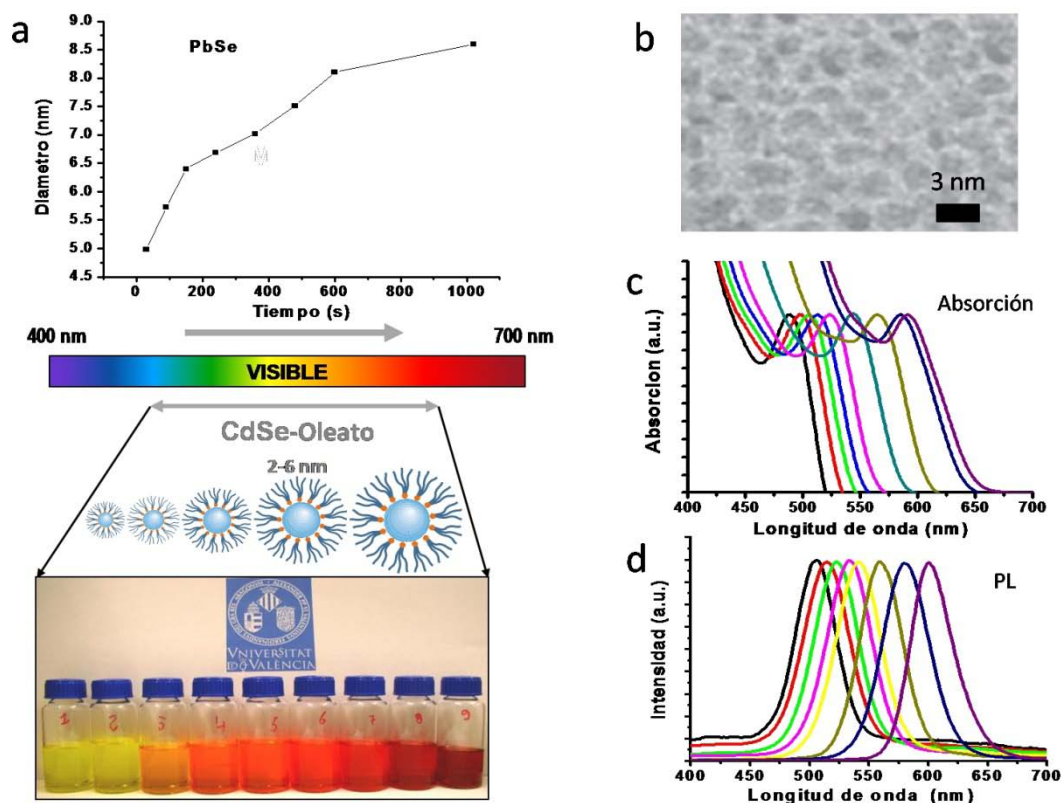 a
PbSe
9.0
8.5
8.0
7.5
7.0
6.5
6.0
5.5
5.0
4.5
Diametro (nm)
0
200
400
600
800
1000
Tiempo (s)
400 nm
700 nm
VISIBLE
CdSe-Oleato
2-6 nm
VNIVERSITAT
DE VALÈNCIA
1
2
3
4
5
6
7
8
9
b
3 nm
c
Absorción
Absorcion (a.u.)
400
450
500
550
600
650
700
Longitud de onda (nm)
d
PL
Intensidad (a.u.)
400
450
500
550
600
650
700
Longitud de onda (nm)